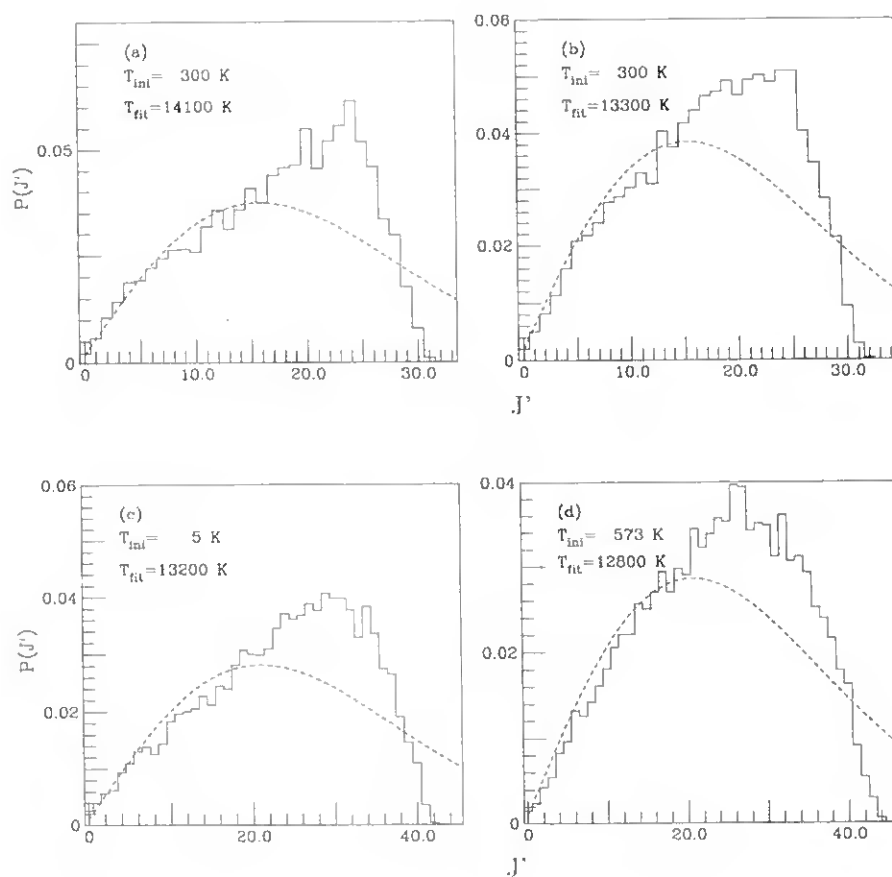 (a)
T_ini= 300 K
T_fit=14100 K
P(J')
0.05
0
0 10.0 20.0 30.0
0.06
(b)
T_ini= 300 K
T_fit=13300 K
0.04
0.02
0
0 10.0 20.0 30.0
J'
0.06
(c)
T_ini= 5 K
T_fit=13200 K
P(J')
0.04
0.02
0
0 20.0 40.0
0.04
(d)
T_ini= 573 K
T_fit=12800 K
0.02
0
0 20.0 40.0
J'